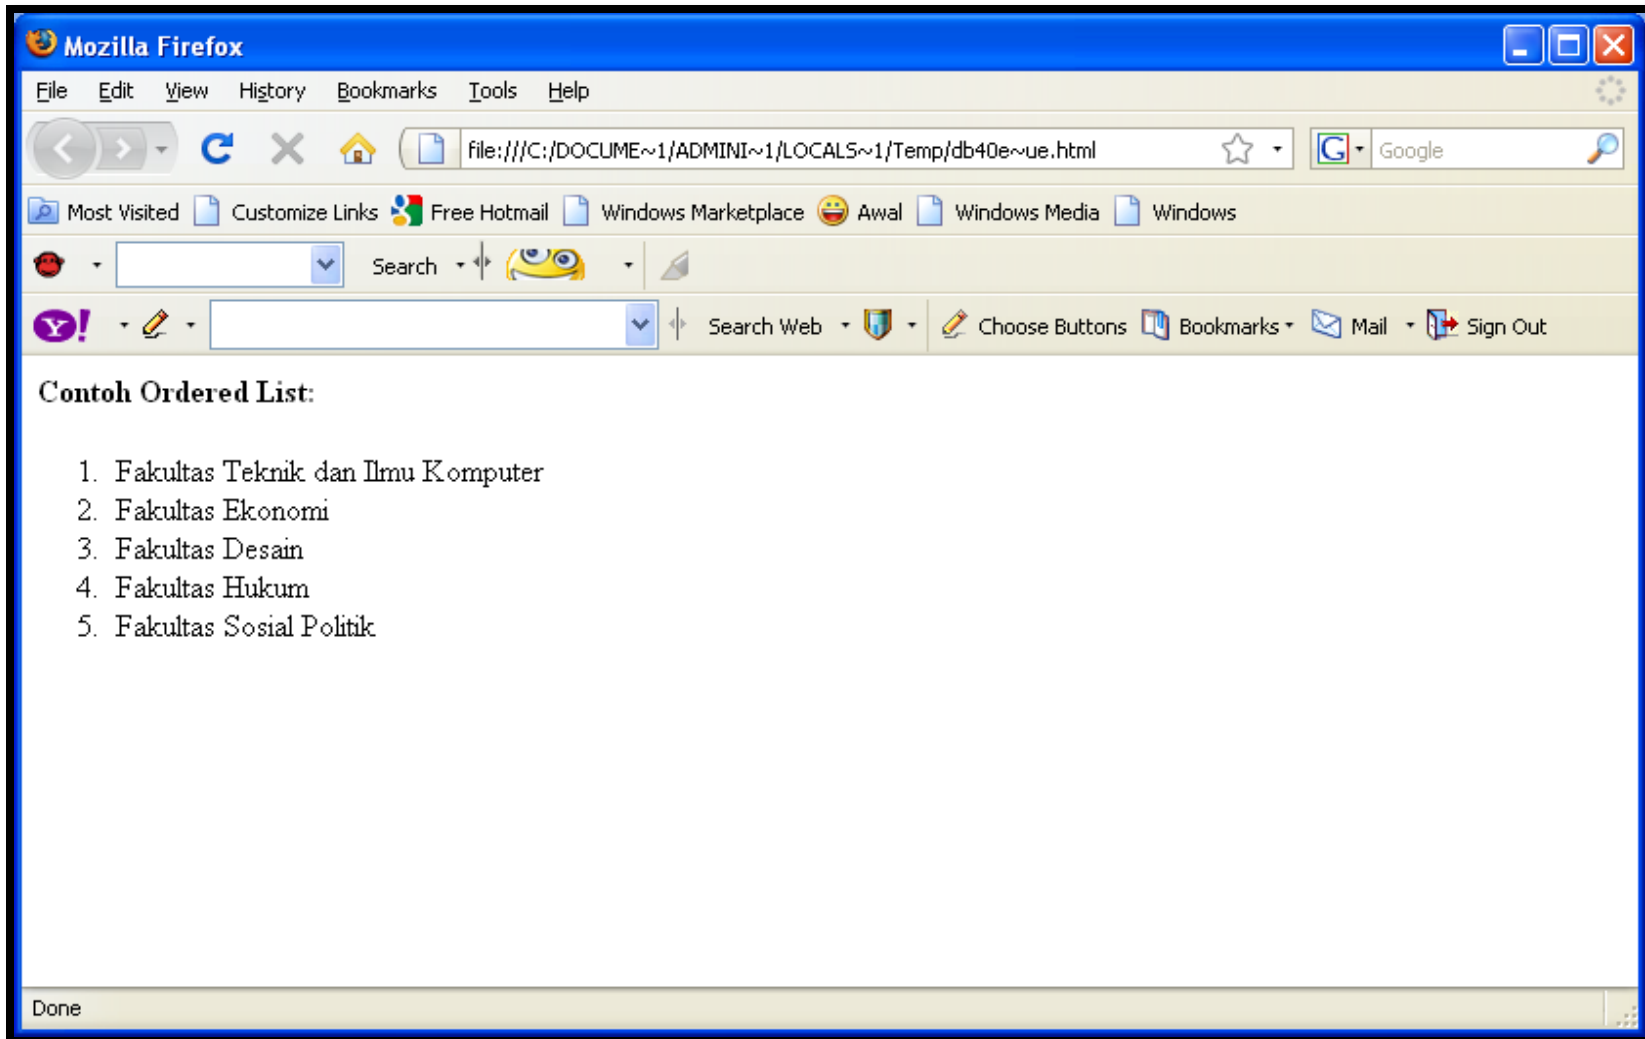 Mozilla Firefox
File Edit View History Bookmarks Tools Help
file:///C:/DOCUME~1/ADMINI~1/LOCALS~1/Temp/db40e~ue.html G Google
Most Visited Customize Links Free Hotmail Windows Marketplace Awal Windows Media Windows
Search
Y! Search Web Choose Buttons Bookmarks Mail Sign Out
Contoh Ordered List:
1. Fakultas Teknik dan Ilmu Komputer
2. Fakultas Ekonomi
3. Fakultas Desain
4. Fakultas Hukum
5. Fakultas Sosial Politik
Done